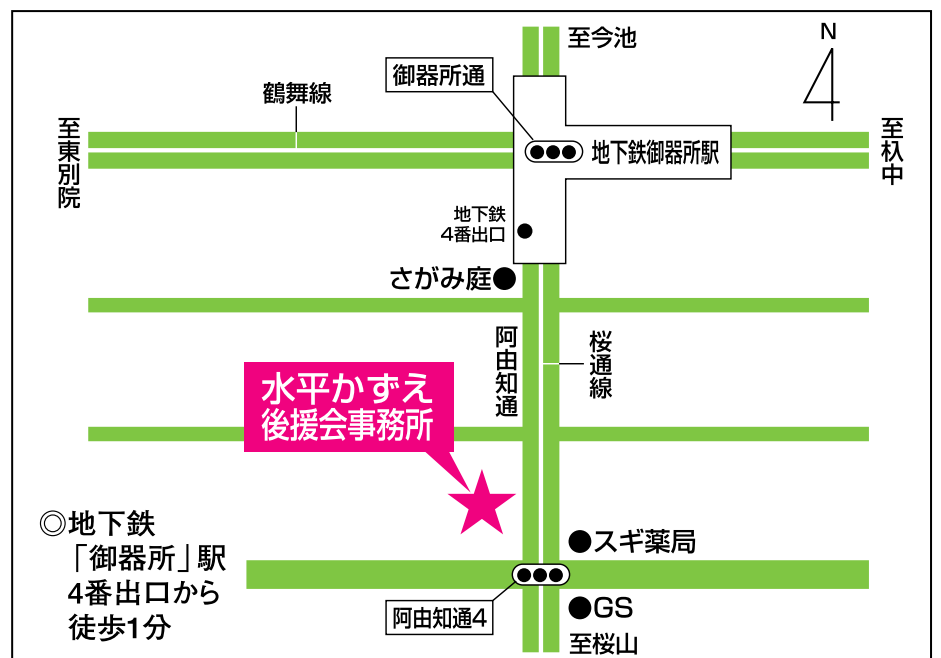 至今池
N
御器所通
鶴舞線
至東別院
地下鉄御器所駅
至杁中
地下鉄
4番出口
さがみ庭
阿由知通
桜通線
水平かずえ
後援会事務所
◎地下鉄
「御器所」駅
4番出口から
徒歩1分
スギ薬局
阿由知通4
GS
至桜山